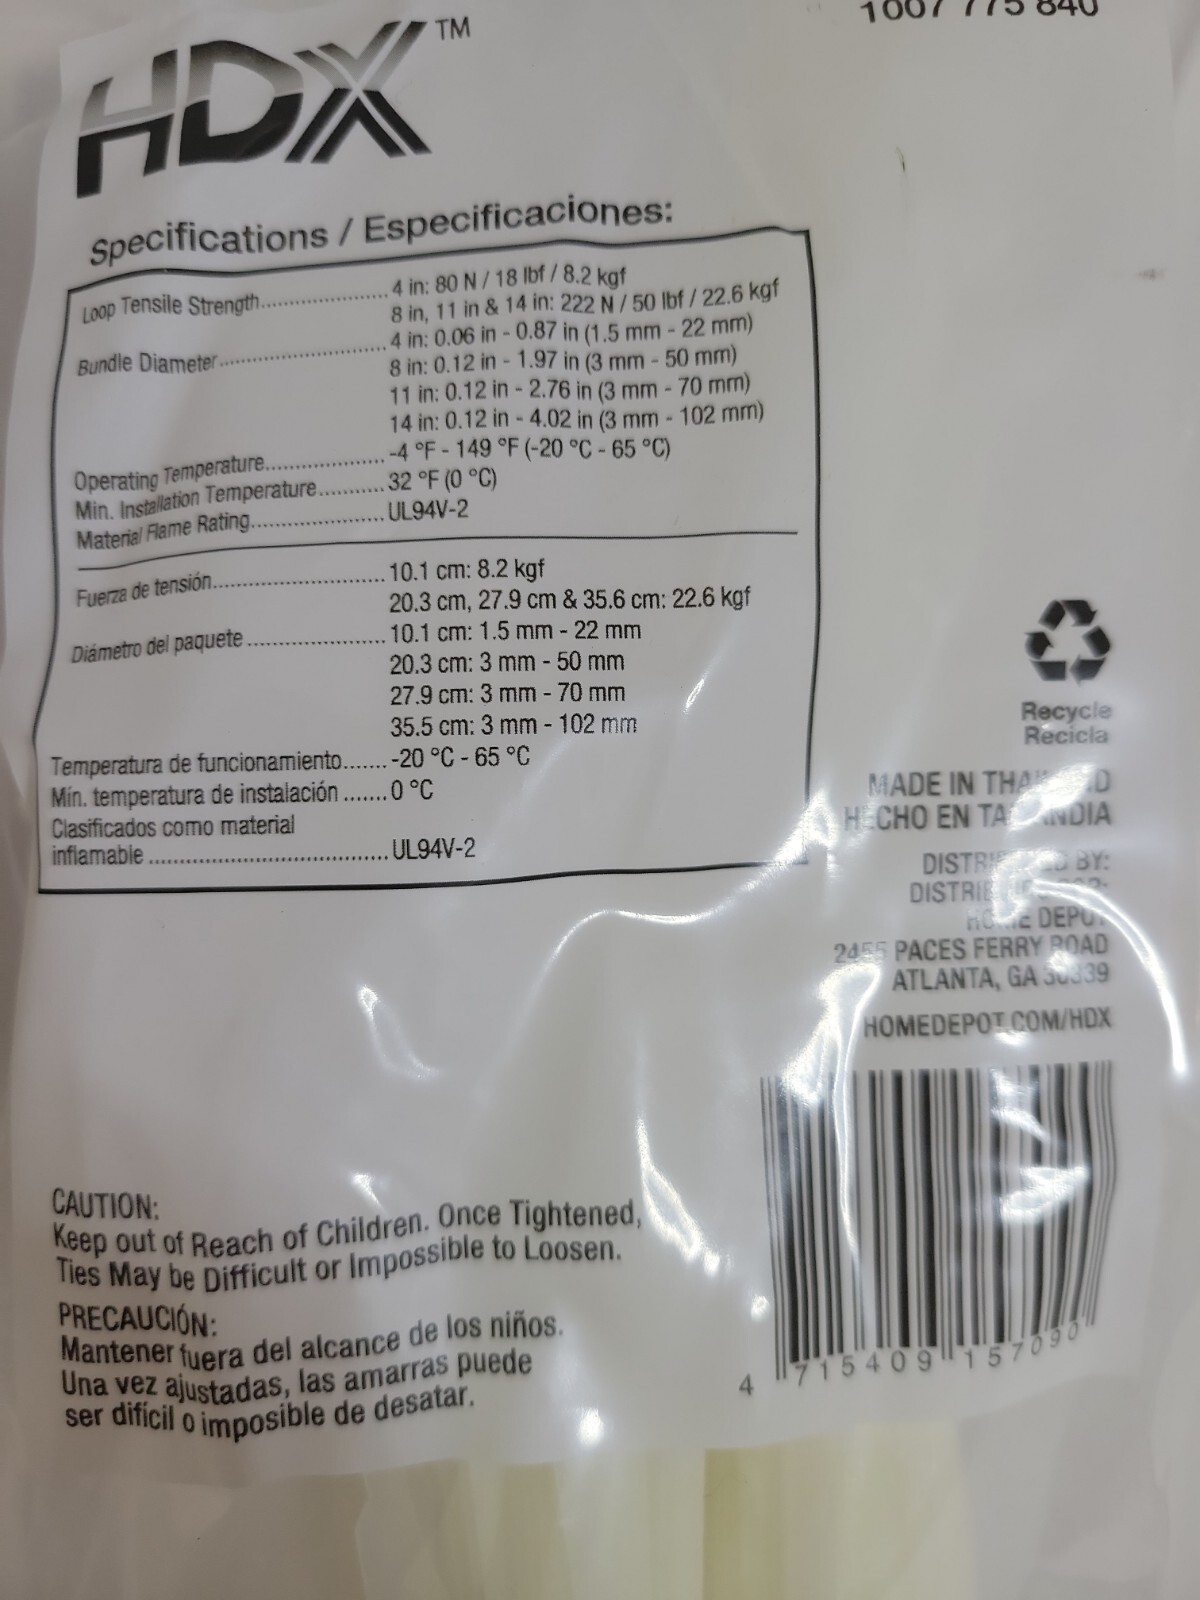 HDX™
1007 775 840
Specifications / Especificaciones:
Loop Tensile Strength.................... 4 in: 80 N / 18 lbf / 8.2 kgf
8 in, 11 in & 14 in: 222 N / 50 lbf / 22.6 kgf
Bundle Diameter........................... 4 in: 0.06 in - 0.87 in (1.5 mm - 22 mm)
8 in: 0.12 in - 1.97 in (3 mm - 50 mm)
11 in: 0.12 in - 2.76 in (3 mm - 70 mm)
14 in: 0.12 in - 4.02 in (3 mm - 102 mm)
Operating Temperature................... -4 °F - 149 °F (-20 °C - 65 °C)
Min. Installation Temperature........... 32 °F (0 °C)
Material Flame Rating..................... UL94V-2
Fuerza de tensión........................... 10.1 cm: 8.2 kgf
20.3 cm, 27.9 cm & 35.6 cm: 22.6 kgf
Diámetro del paquete ..................... 10.1 cm: 1.5 mm - 22 mm
20.3 cm: 3 mm - 50 mm
27.9 cm: 3 mm - 70 mm
35.5 cm: 3 mm - 102 mm
Temperatura de funcionamiento....... -20 °C - 65 °C
Mín. temperatura de instalación ....... 0 °C
Clasificados como material
inflamable ..................................... UL94V-2
Recycle
Recicla
MADE IN
HECHO EN
BY:
HOME DEPOT
2455 PACES FERRY ROAD
ATLANTA, GA 30339
HOMEDEPOT.COM/HDX
CAUTION:
Keep out of Reach of Children. Once Tightened,
Ties May be Difficult or Impossible to Loosen.
PRECAUCIÓN:
Mantener fuera del alcance de los niños.
Una vez ajustadas, las amarras puede
ser difícil o imposible de desatar.
4 715409 157090